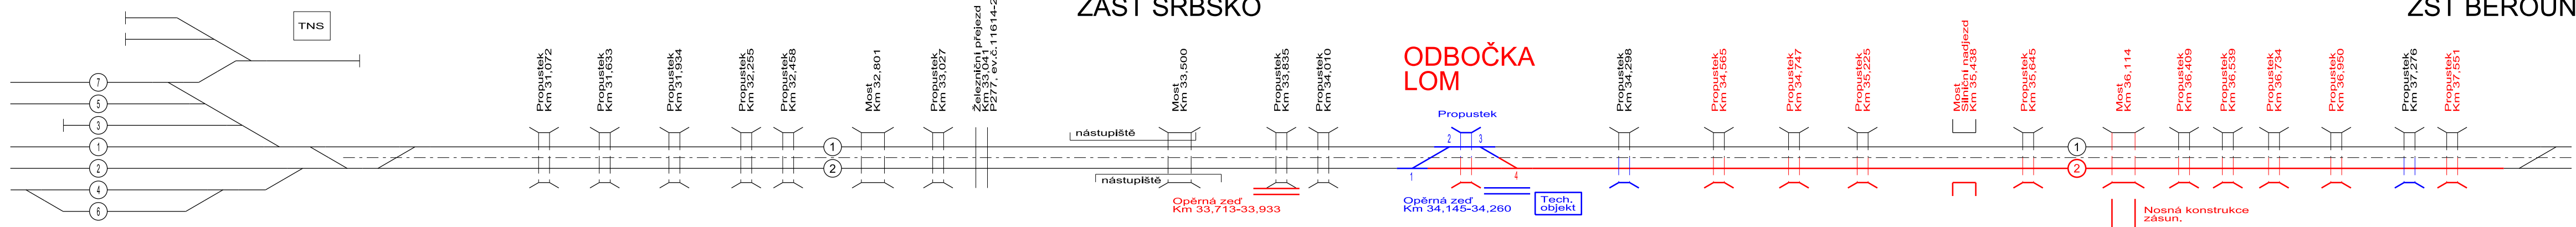 ZAST SRBSKO
ZST BEROUN
TNS
7
5
3
1
2
4
6
Propustek
Km 31,072
Propustek
Km 31,633
Propustek
Km 31,934
Propustek
Km 32,255
Propustek
Km 32,458
1
2
Most
Km 32,801
Propustek
Km 33,027
Železniční přejezd
Km 33,041
P277, ev.č.11614-2
nástupiště
nástupiště
Most
Km 33,500
Propustek
Km 33,885
Propustek
Km 34,010
Opěrná zeď
Km 33,713-33,933
ODBOČKA
LOM
Propustek
1
2
3
4
Opěrná zeď
Km 34,145-34,260
Tech.
objekt
Propustek
Km 34,298
Propustek
Km 34,565
Propustek
Km 34,747
Propustek
Km 35,225
Most
Silniční nadjezd
Km 35,438
Propustek
Km 35,645
1
2
Most
Km 36,114
Propustek
Km 36,409
Propustek
Km 36,539
Propustek
Km 36,734
Propustek
Km 36,950
Propustek
Km 37,276
Propustek
Km 37,551
Nosná konstrukce
zásun.